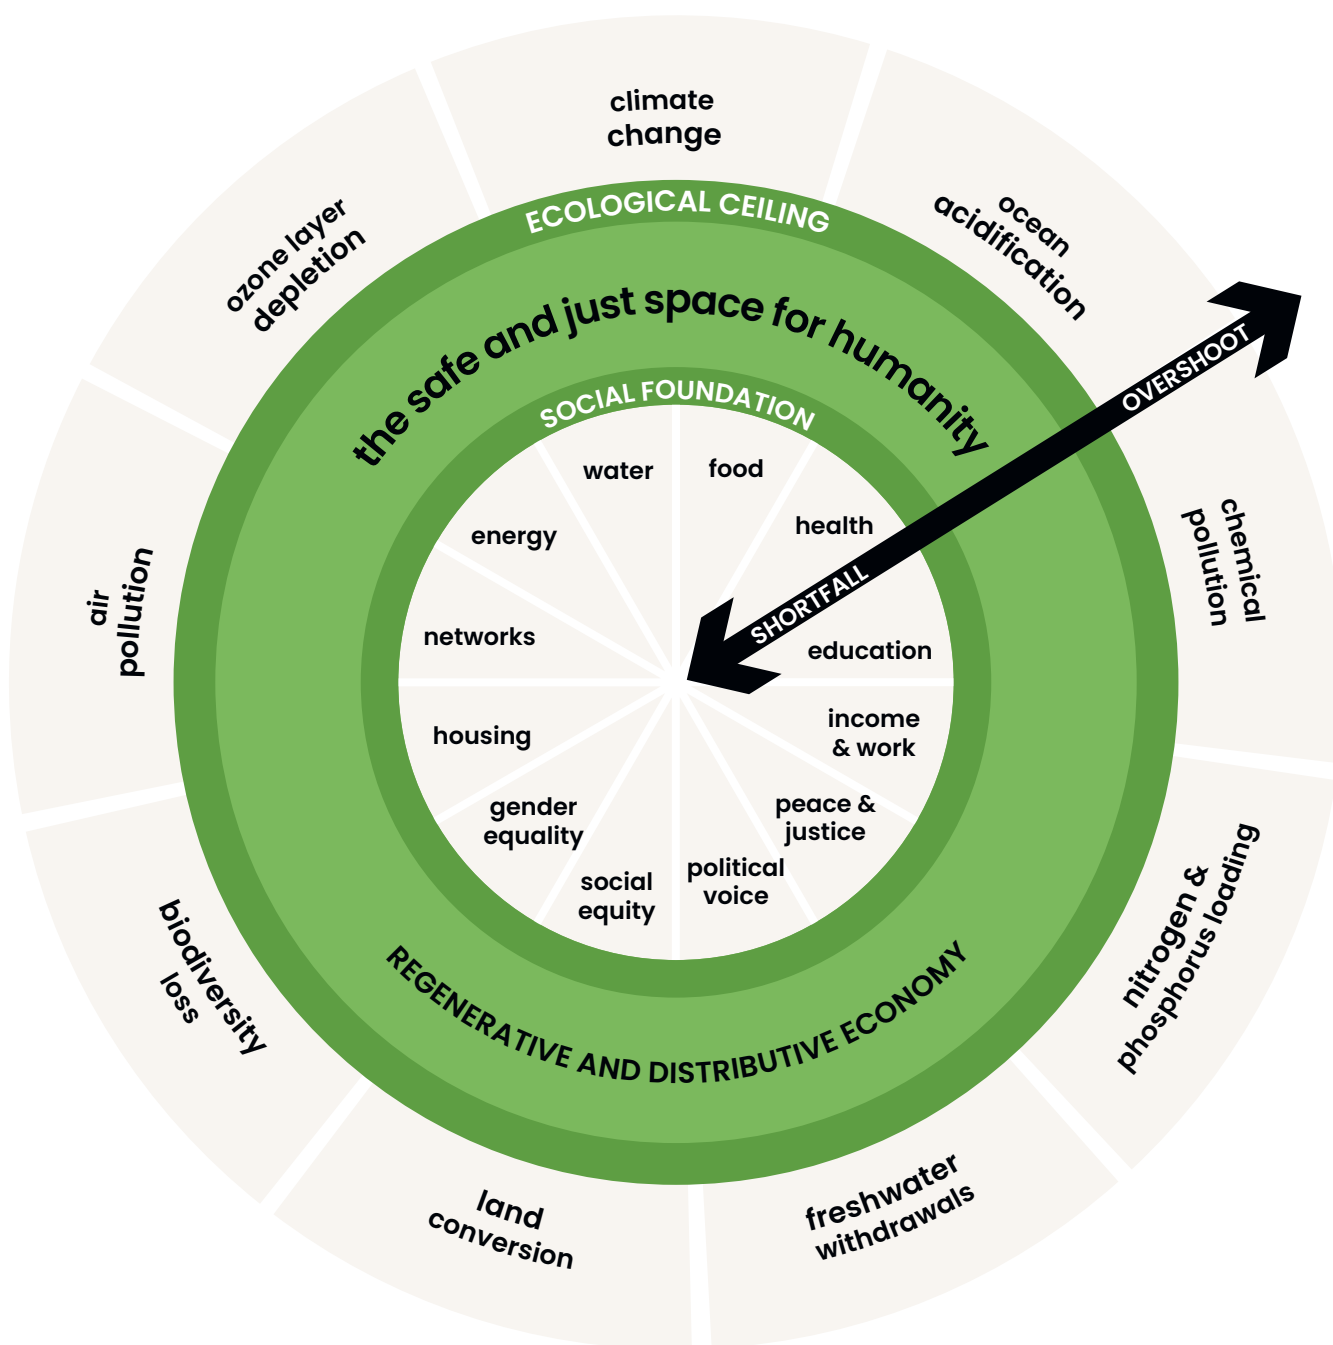 climate
change
ocean
acidification
chemical
pollution
nitrogen &
phosphorus loading
freshwater
withdrawals
land
conversion
biodiversity
loss
air
pollution
ozone layer
depletion
ECOLOGICAL CEILING
the safe and just space for humanity
SOCIAL FOUNDATION
OVERSHOOT
SHORTFALL
water
food
health
education
income
& work
peace &
justice
political
voice
social
equity
gender
equality
housing
networks
energy
REGENERATIVE AND DISTRIBUTIVE ECONOMY